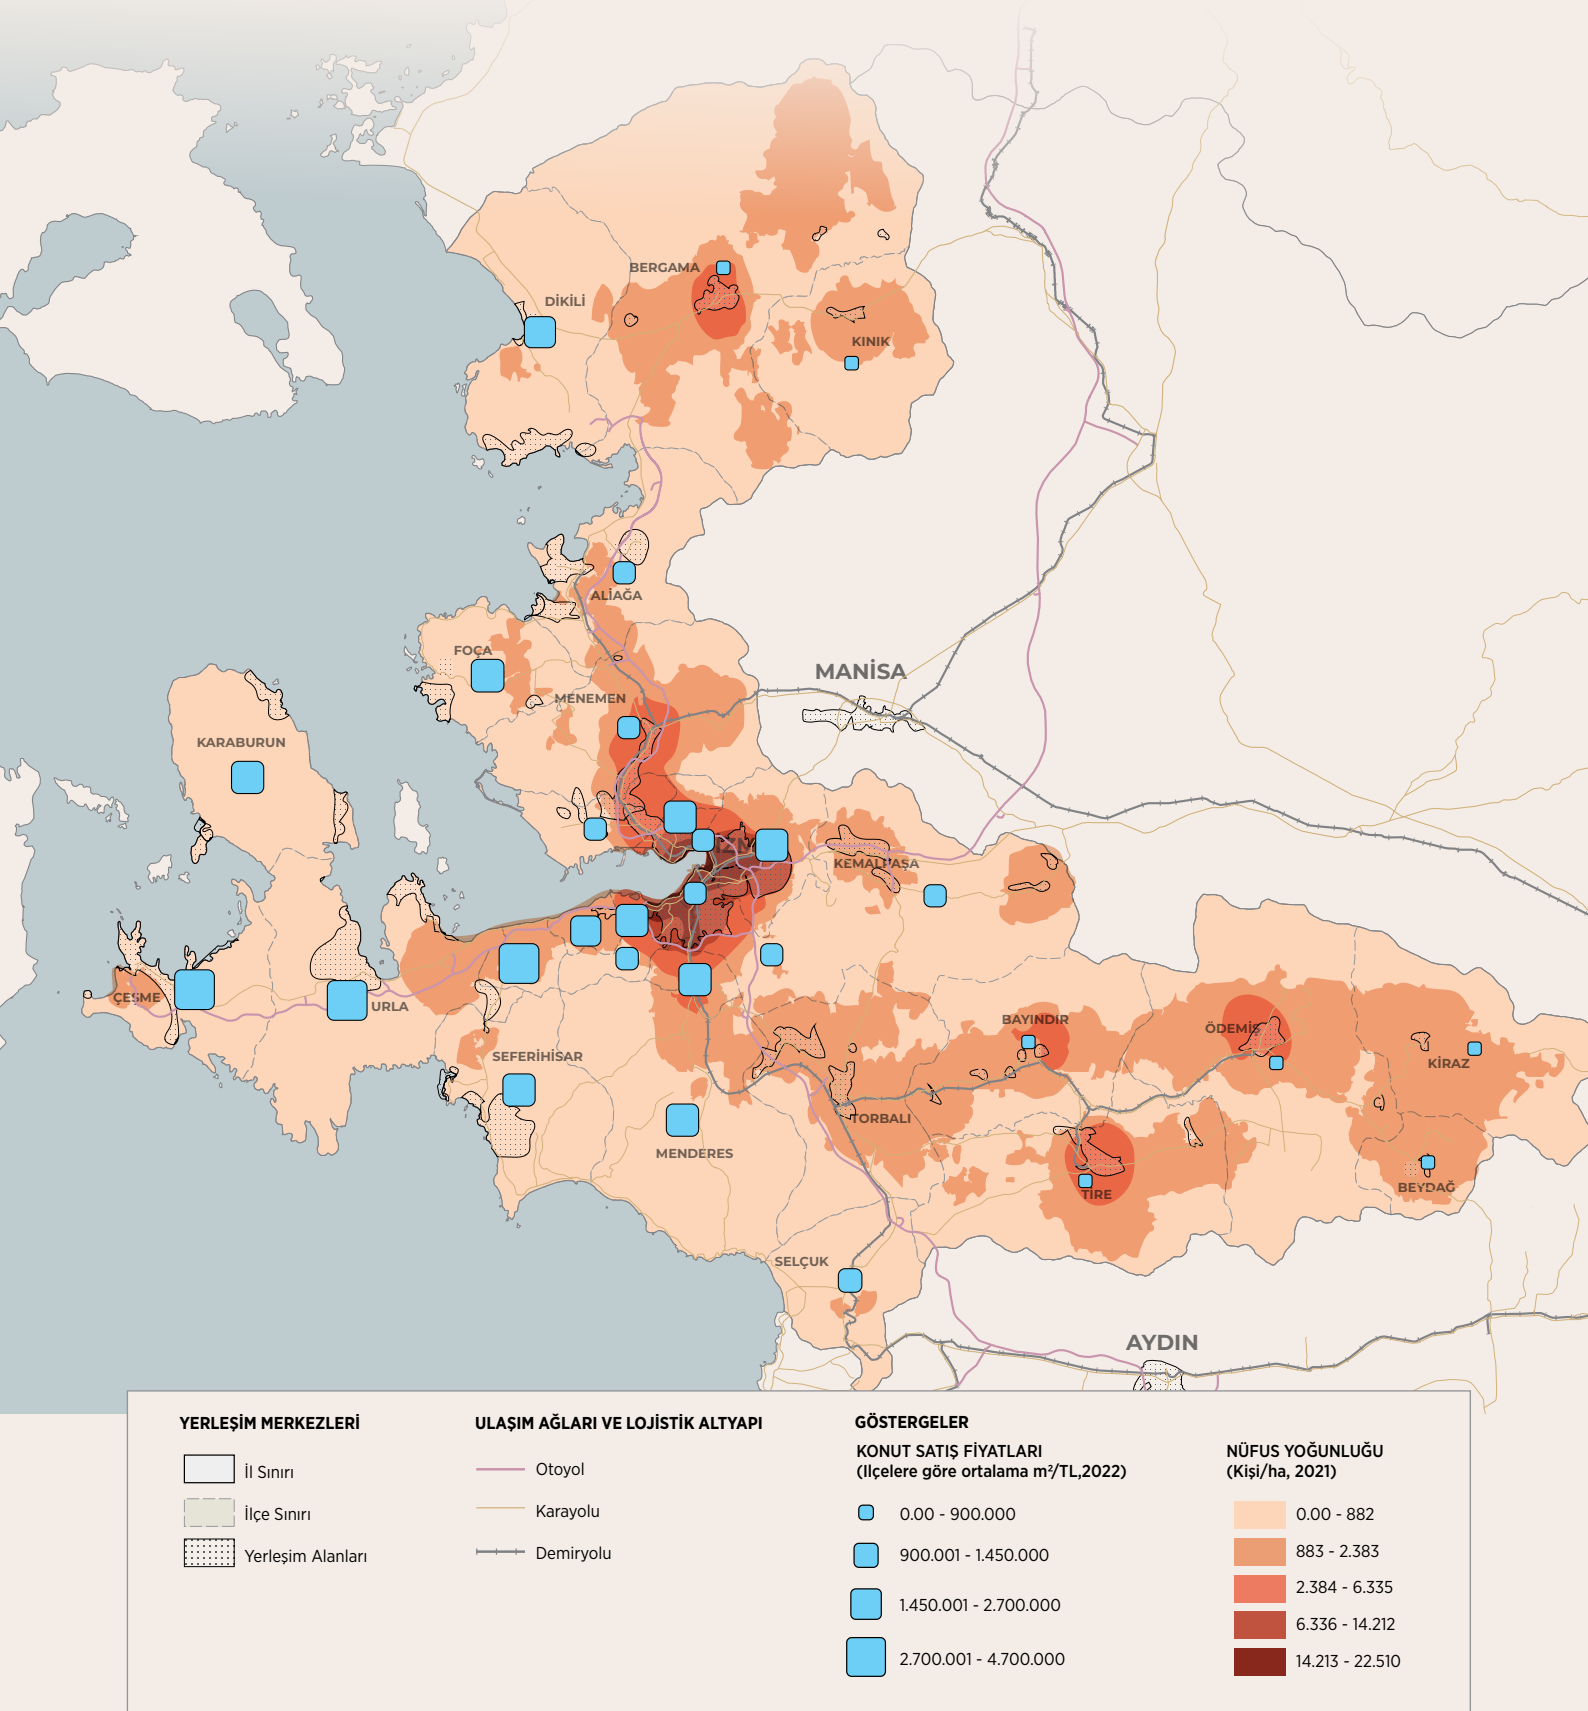 BERGAMA
DİKİLİ
KINIK
ALİAĞA
FOÇA
MANİSA
MENEMEN
KARABURUN
KEMALPAŞA
ÇEŞME
URLA
BAYINDIR
ÖDEMİŞ
SEFERİHİSAR
KİRAZ
TORBALI
MENDERES
BEYDAĞ
TİRE
SELÇUK
AYDIN
YERLEŞİM MERKEZLERİ
İl Sınırı
İlçe Sınırı
Yerleşim Alanları
ULAŞIM AĞLARI VE LOJİSTİK ALTYAPI
Otoyol
Karayolu
Demiryolu
GÖSTERGELER
KONUT SATIŞ FİYATLARI
(Ilçelere göre ortalama m²/TL,2022)
0.00 - 900.000
900.001 - 1.450.000
1.450.001 - 2.700.000
2.700.001 - 4.700.000
NÜFUS YOĞUNLUĞU
(Kişi/ha, 2021)
0.00 - 882
883 - 2.383
2.384 - 6.335
6.336 - 14.212
14.213 - 22.510